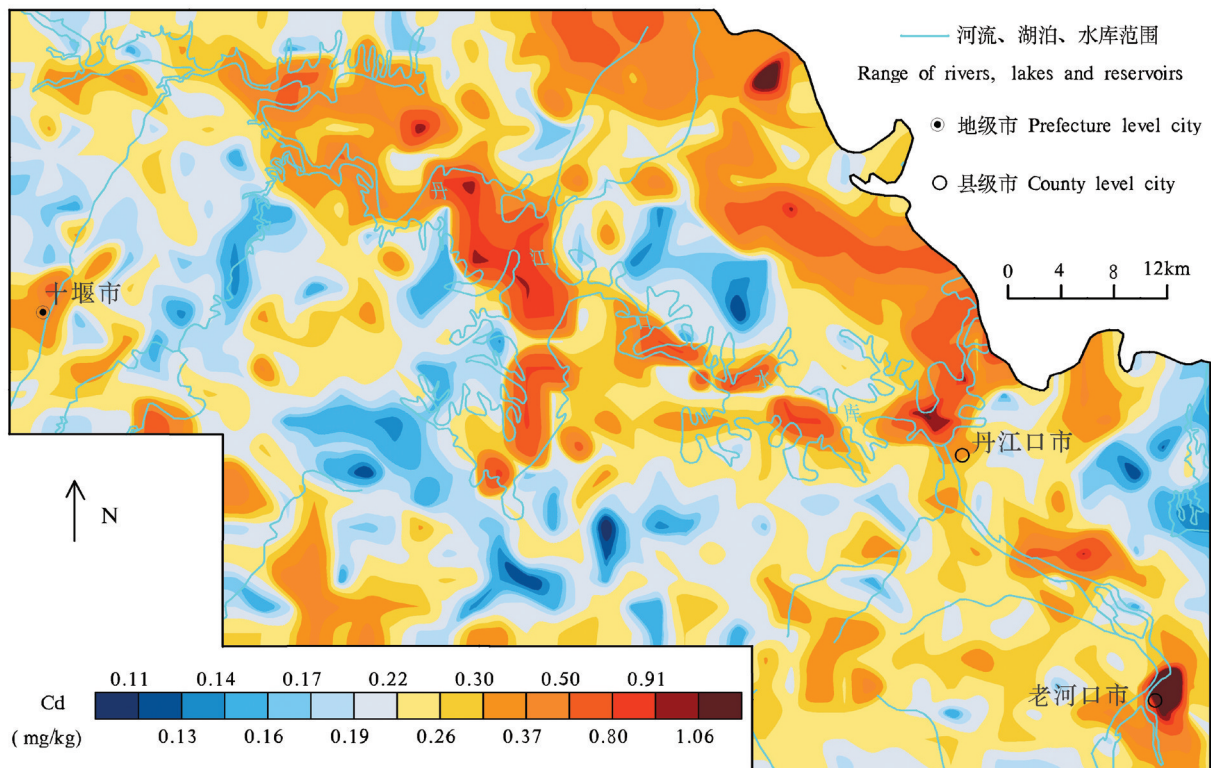 河流、湖泊、水库范围
Range of rivers, lakes and reservoirs
地级市 Prefecture level city
县级市 County level city
0 4 8 12km
丹
江
水
库
十堰市
丹江口市
老河口市
N
0.11 0.14 0.17 0.22 0.30 0.50 0.91
Cd
(mg/kg)
0.13 0.16 0.19 0.26 0.37 0.80 1.06